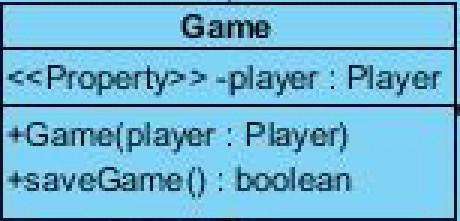 Game
<<Property>> -player : Player
+Game(player : Player)
+saveGame() : boolean